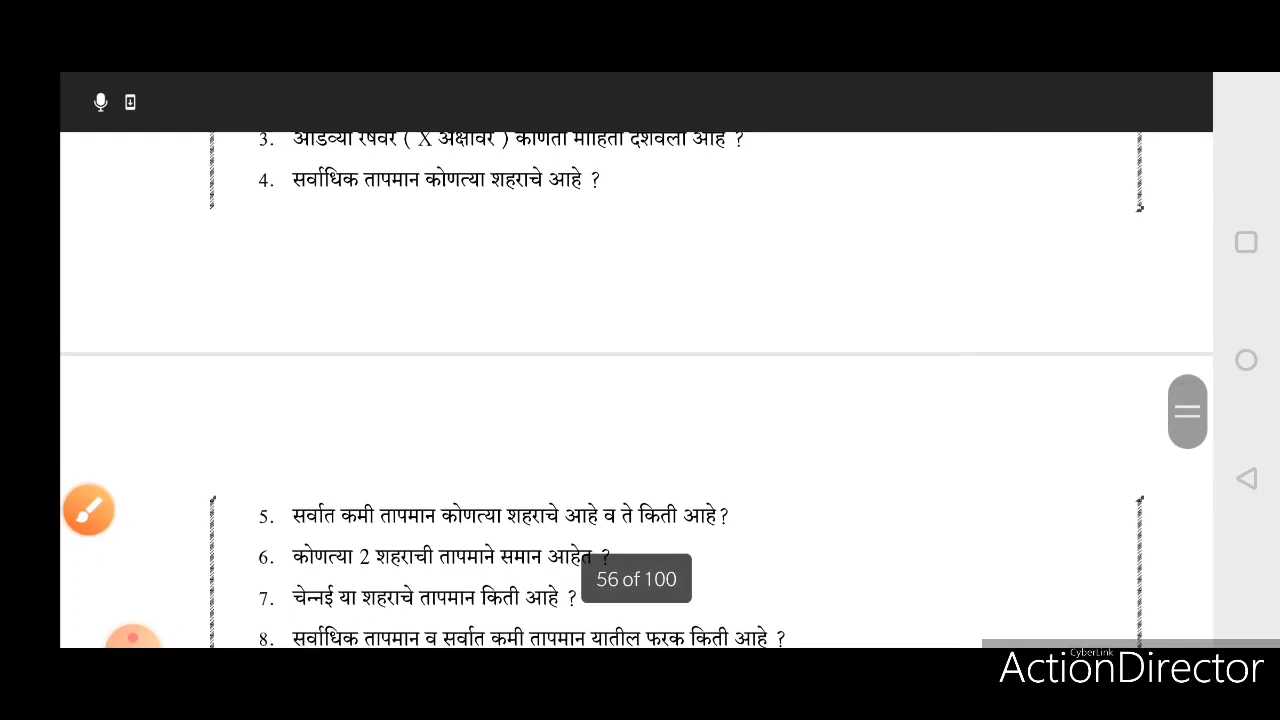 3. आडव्या रेषेवर ( X अक्षावर ) कोणती माहिती दर्शवली आहे ?
4. सर्वाधिक तापमान कोणत्या शहराचे आहे ?
5. सर्वात कमी तापमान कोणत्या शहराचे आहे व ते किती आहे?
6. कोणत्या 2 शहराची तापमाने समान आहेत ?
56 of 100
7. चेन्नई या शहराचे तापमान किती आहे ?
8. सर्वाधिक तापमान व सर्वात कमी तापमान यातील फरक किती आहे ?
CyberLink
ActionDirector